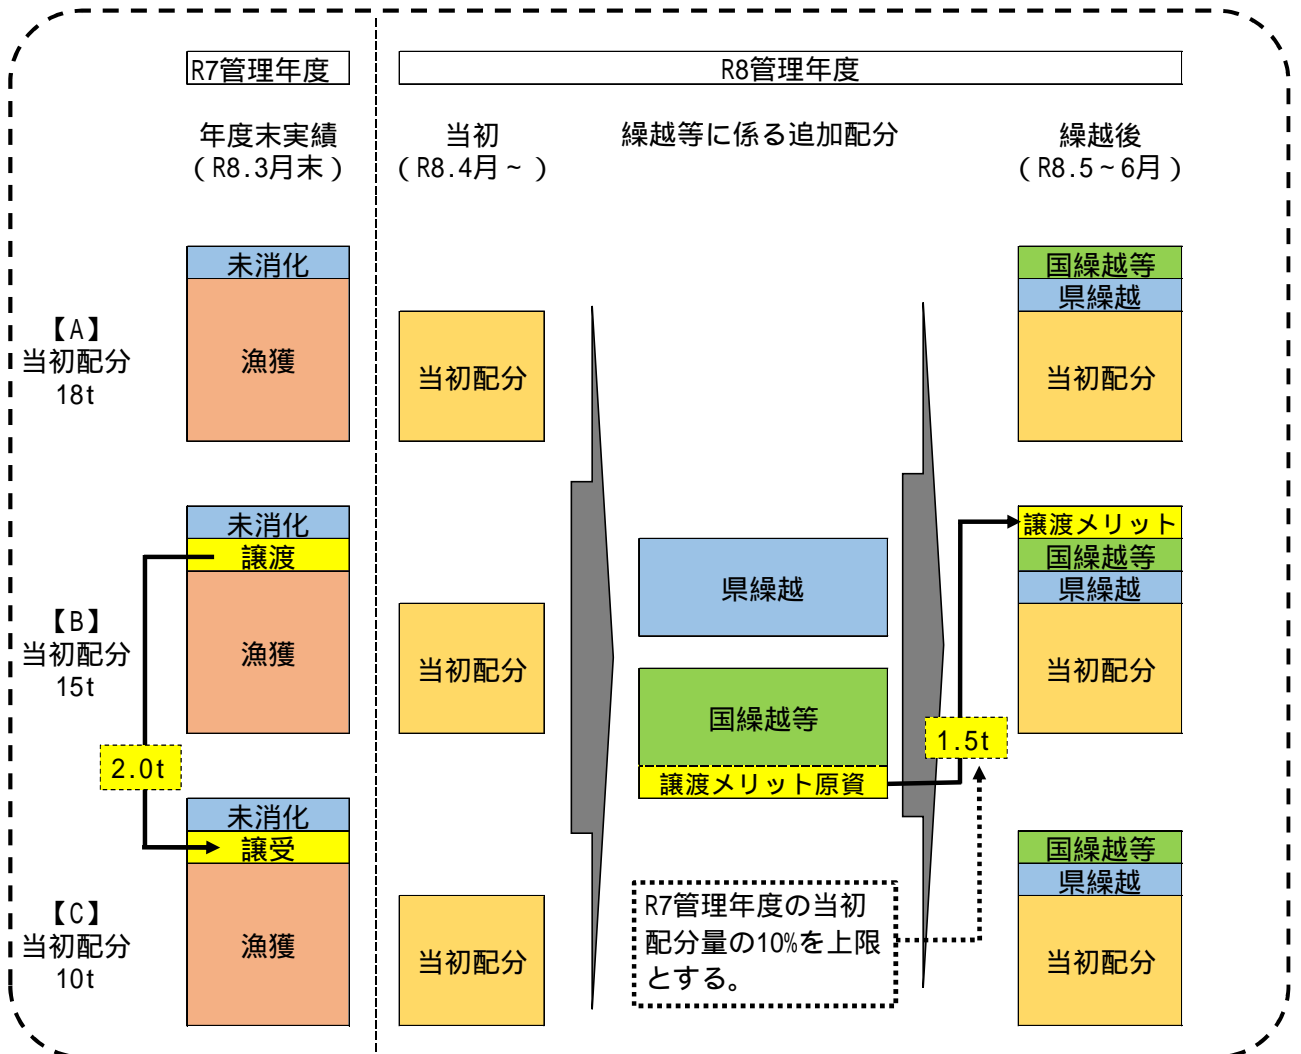 R7管理年度
R8管理年度
年度末実績
(R8.3月末)
当初
(R8.4月~)
繰越等に係る追加配分
繰越後
(R8.5~6月)
【A】
当初配分
18t
未消化
漁獲
当初配分
国繰越等
県繰越
当初配分
【B】
当初配分
15t
未消化
譲渡
漁獲
当初配分
県繰越
国繰越等
譲渡メリット原資
譲渡メリット
国繰越等
県繰越
当初配分
2.0t
1.5t
【C】
当初配分
10t
未消化
譲受
漁獲
当初配分
R7管理年度の当初
配分量の10%を上限
とする。
国繰越等
県繰越
当初配分